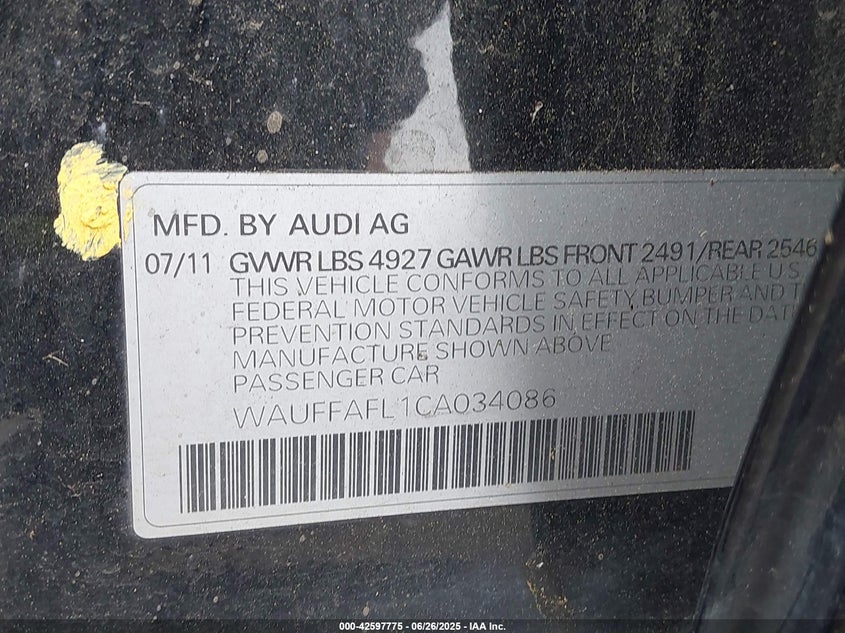 MFD. BY AUDI AG
07/11 GVWR LBS 4927 GAWR LBS FRONT 2491/REAR 2546
THIS VEHICLE CONFORMS TO ALL APPLICABLE U.S.
FEDERAL MOTOR VEHICLE SAFETY, BUMPER AND T
PREVENTION STANDARDS IN EFFECT ON THE DATE
MANUFACTURE SHOWN ABOVE
PASSENGER CAR
WAUFFAFL1CA034086
000-42597775 - 06/26/2025 - IAA Inc.